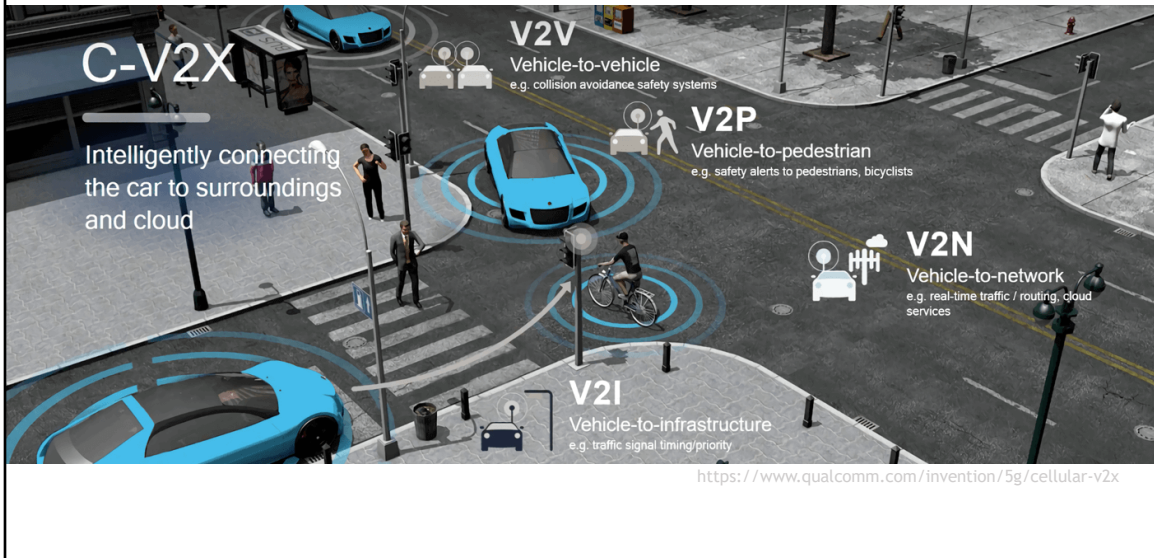 C-V2X
Intelligently connecting
the car to surroundings
and cloud
V2V
Vehicle-to-vehicle
e.g. collision avoidance safety systems
V2P
Vehicle-to-pedestrian
e.g. safety alerts to pedestrians, bicyclists
V2N
Vehicle-to-network
e.g. real-time traffic / routing, cloud
services
V2I
Vehicle-to-infrastructure
e.g. traffic signal timing/priority
https://www.qualcomm.com/invention/5g/cellular-v2x